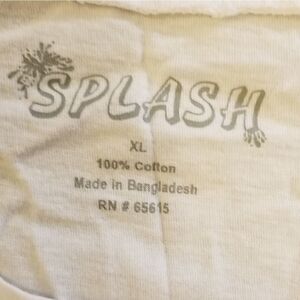 SPLASH
XL
100% Cotton
Made in Bangladesh
RN # 65615